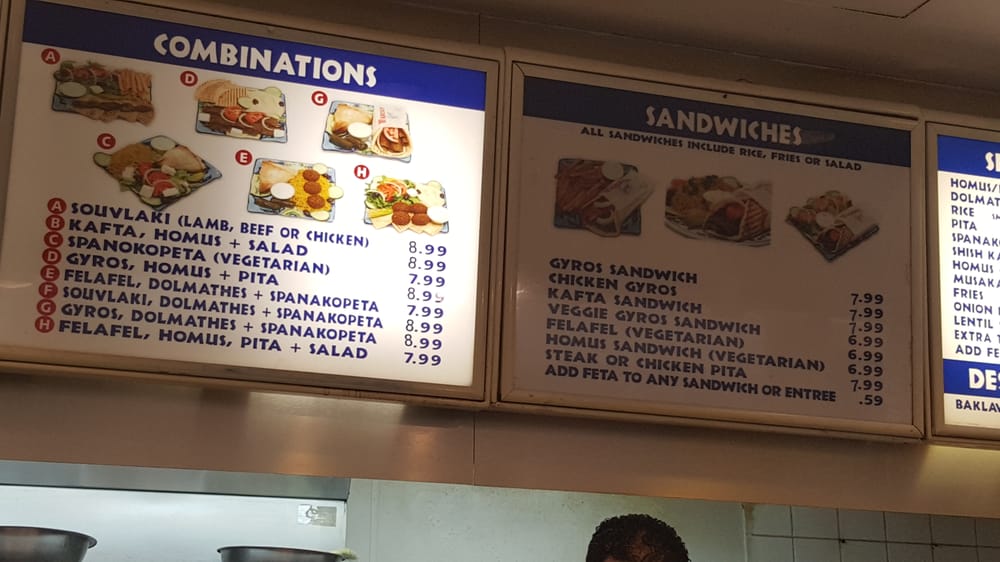 COMBINATIONS
A
D
G
C
E
H
A SOUVLAKI (LAMB, BEEF OR CHICKEN) 8.99
B KAFTA, HOMUS + SALAD 8.99
C SPANOKOPETA (VEGETARIAN) 7.99
D GYROS, HOMUS + PITA 8.99
E FELAFEL, DOLMATHES + SPANAKOPETA 7.99
F SOUVLAKI, DOLMATHES + SPANAKOPETA 8.99
G GYROS, DOLMATHES + SPANAKOPETA 8.99
H FELAFEL, HOMUS, PITA + SALAD 7.99
SANDWICHES
ALL SANDWICHES INCLUDE RICE, FRIES OR SALAD
GYROS SANDWICH 7.99
CHICKEN GYROS 7.99
KAFTA SANDWICH 7.99
VEGGIE GYROS SANDWICH 6.99
FELAFEL (VEGETARIAN) 6.99
HOMUS SANDWICH (VEGETARIAN) 6.99
STEAK OR CHICKEN PITA 7.99
ADD FETA TO ANY SANDWICH OR ENTREE .59
HOMUS/
DOLMAT
RICE
PITA
SPANAK
SHISH KA
HOMUS
MUSAKA
FRIES
ONION
LENTIL
EXTRA
ADD FE
DES
BAKLAV